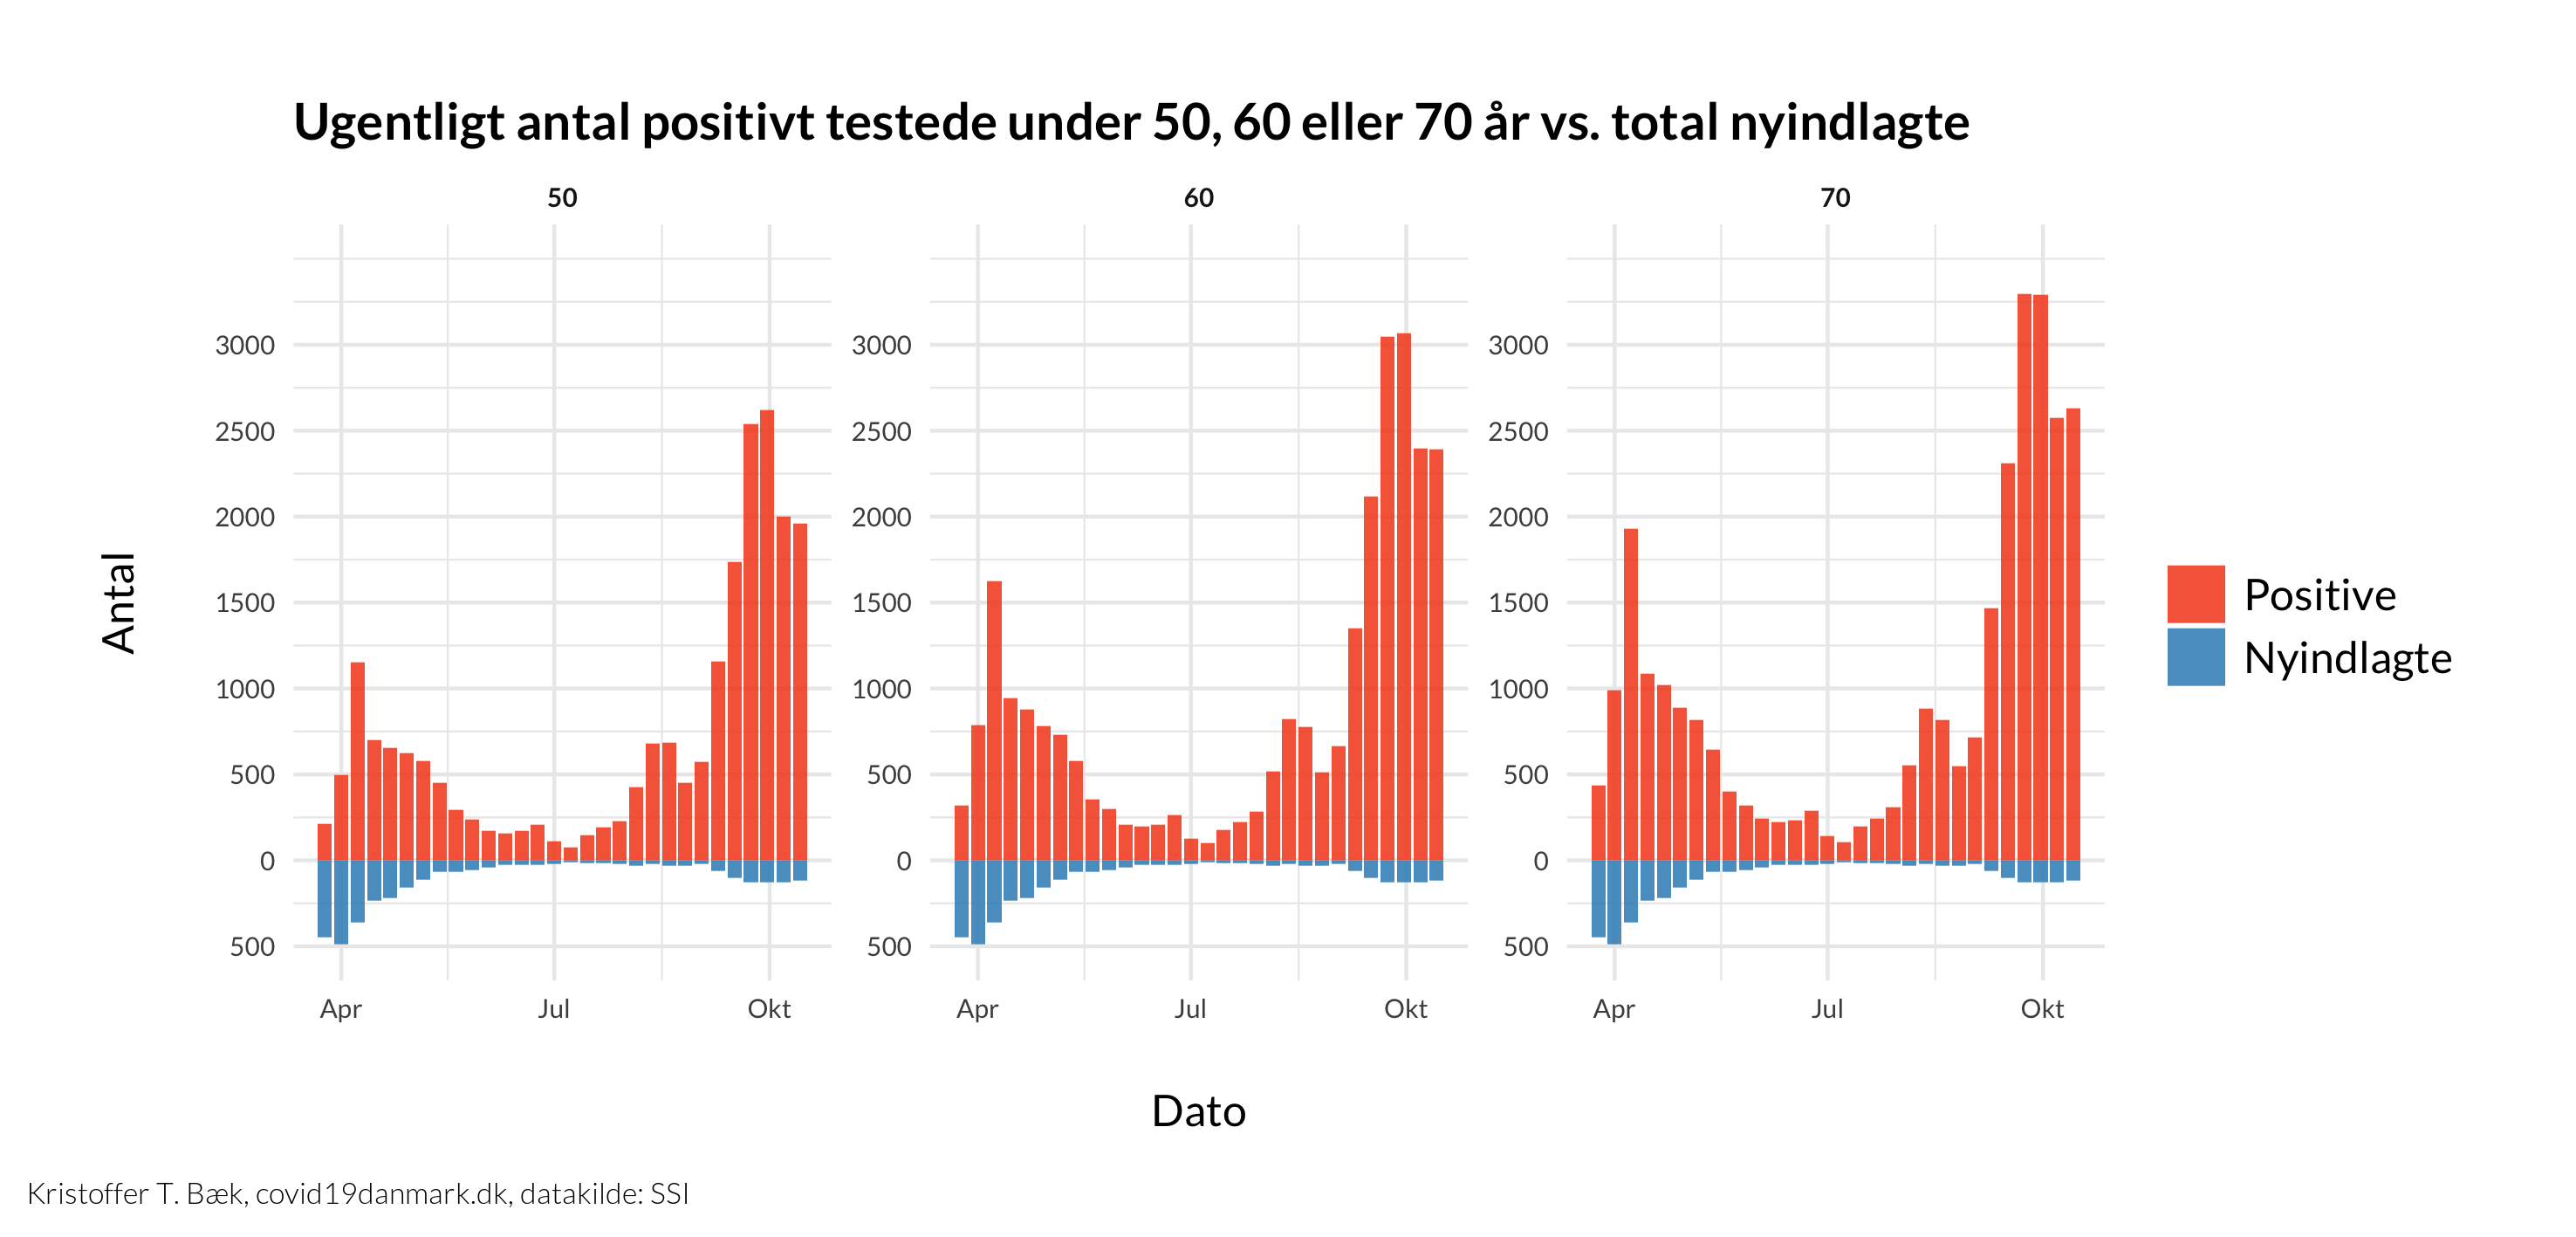 Ugentligt antal positivt testede under 50, 60 eller 70 år vs. total nyindlagte
50 60 70
3000 3000 3000
2500 2500 2500
2000 2000 2000
1500 1500 1500
1000 1000 1000
500 500 500
0 0 0
500 500 500
Antal
Positive
Nyindlagte
Apr Jul Okt Apr Jul Okt Apr Jul Okt
Dato
Kristoffer T. Bæk, covid19danmark.dk, datakilde: SSI